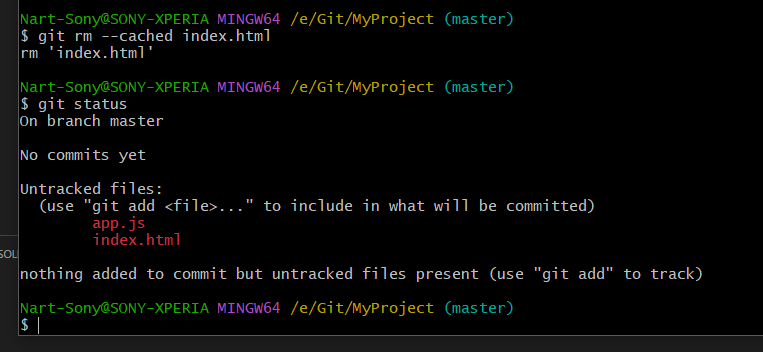 Nart-Sony@SONY-XPERIA MINGW64 /e/Git/MyProject (master)
$ git rm --cached index.html
rm 'index.html'
Nart-Sony@SONY-XPERIA MINGW64 /e/Git/MyProject (master)
$ git status
On branch master
No commits yet
Untracked files:
(use "git add <file>..." to include in what will be committed)
app.js
index.html
SOL
nothing added to commit but untracked files present (use "git add" to track)
Nart-Sony@SONY-XPERIA MINGW64 /e/Git/MyProject (master)
$